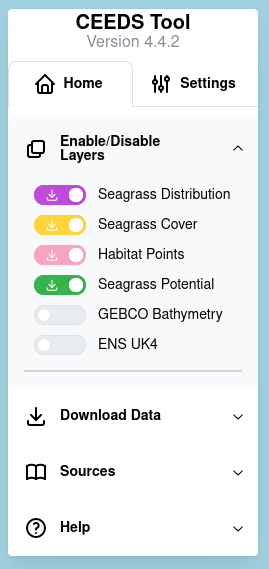 CEEDS Tool
Version 4.4.2
Home
Settings
Enable/Disable
Layers
Seagrass Distribution
Seagrass Cover
Habitat Points
Seagrass Potential
GEBCO Bathymetry
ENS UK4
Download Data
Sources
Help